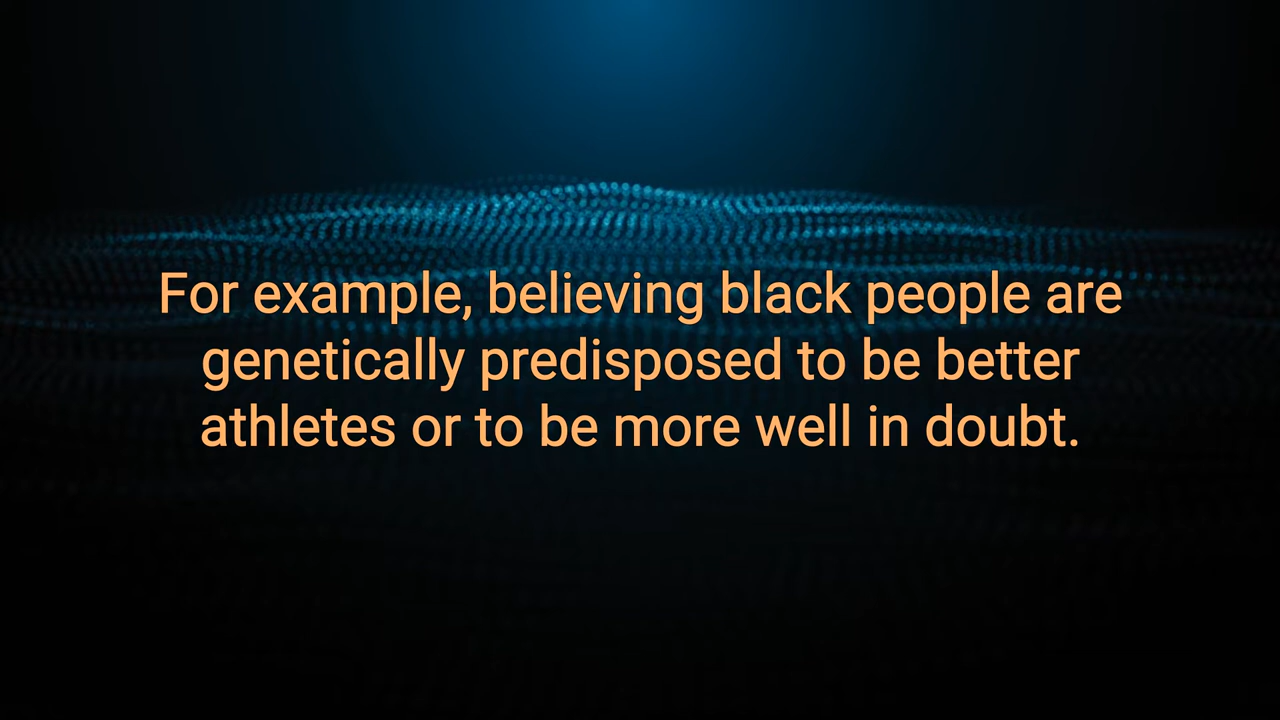 For example, believing black people are
genetically predisposed to be better
athletes or to be more well in doubt.